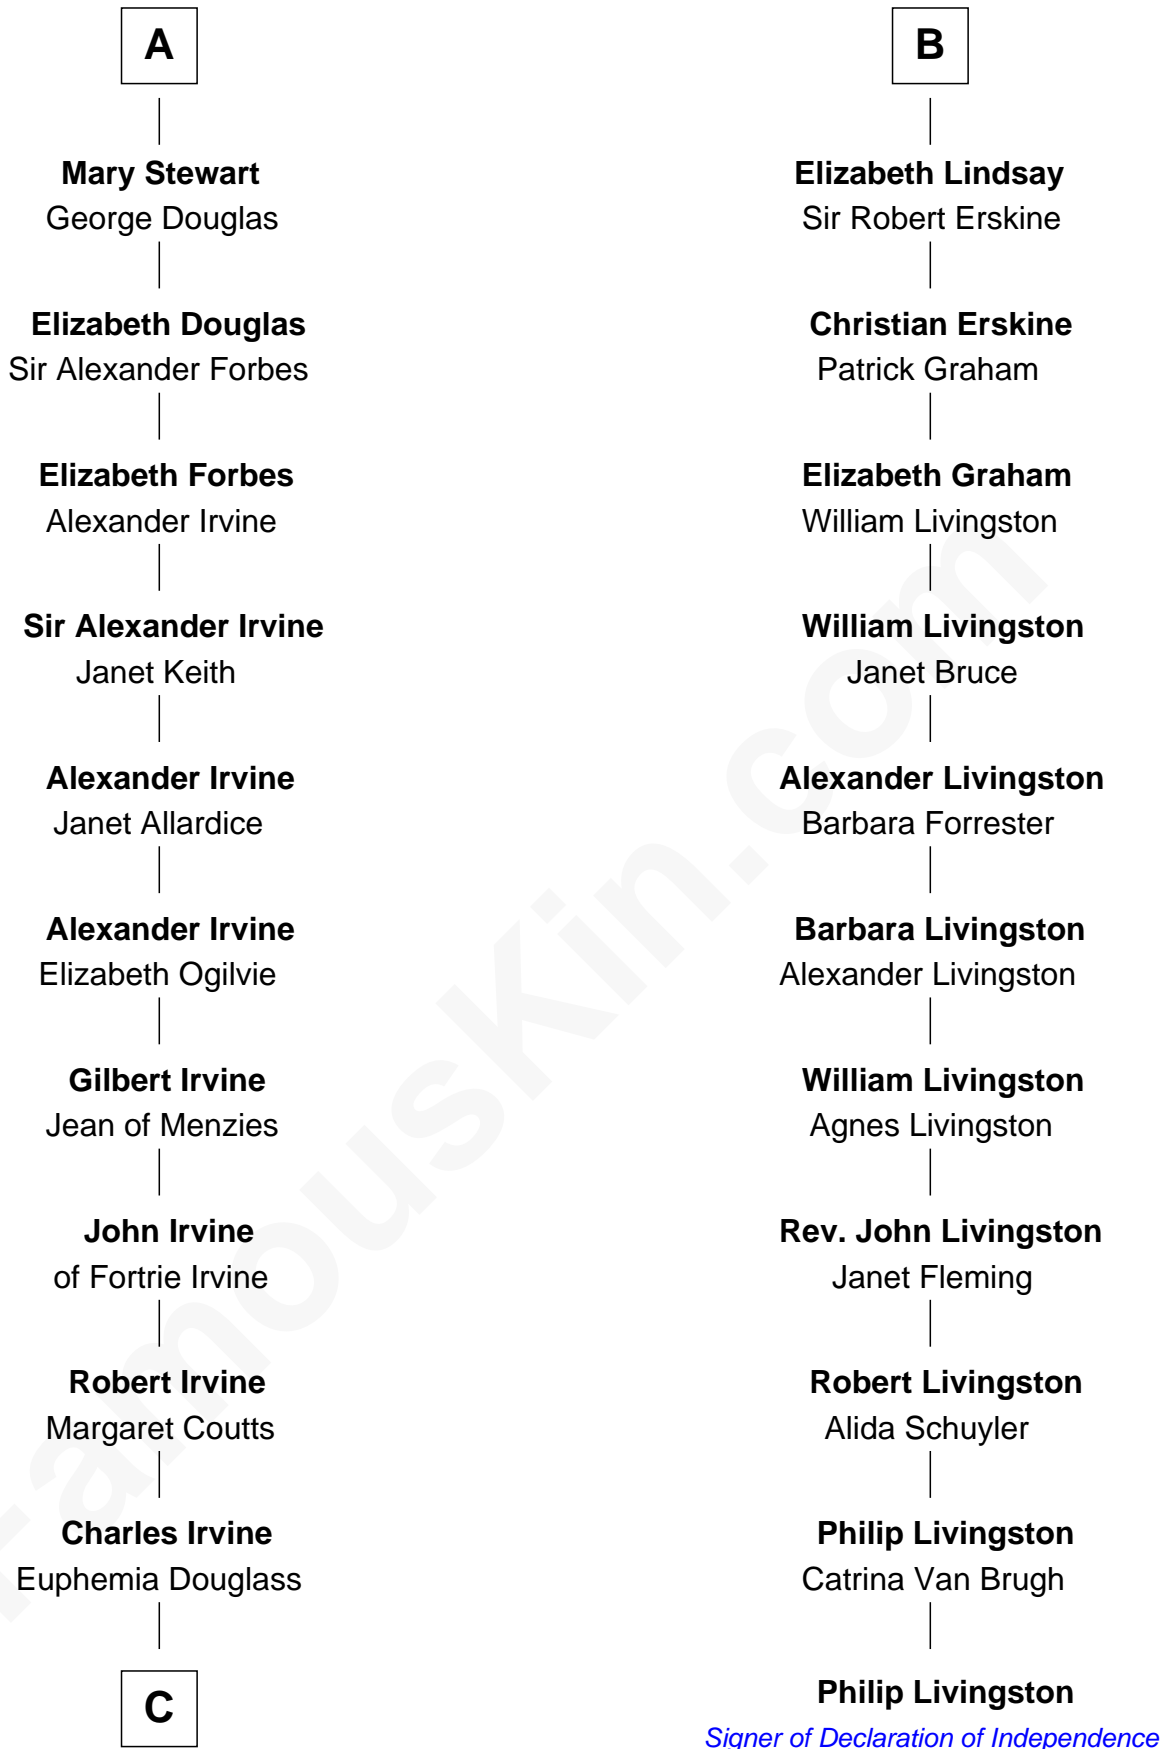 A
Mary Stewart
George Douglas
Elizabeth Douglas
Sir Alexander Forbes
Elizabeth Forbes
Alexander Irvine
Sir Alexander Irvine
Janet Keith
Alexander Irvine
Janet Allardice
Alexander Irvine
Elizabeth Ogilvie
Gilbert Irvine
Jean of Menzies
John Irvine
of Fortrie Irvine
Robert Irvine
Margaret Coutts
Charles Irvine
Euphemia Douglass
C
B
Elizabeth Lindsay
Sir Robert Erskine
Christian Erskine
Patrick Graham
Elizabeth Graham
William Livingston
William Livingston
Janet Bruce
Alexander Livingston
Barbara Forrester
Barbara Livingston
Alexander Livingston
William Livingston
Agnes Livingston
Rev. John Livingston
Janet Fleming
Robert Livingston
Alida Schuyler
Philip Livingston
Catrina Van Brugh
Philip Livingston
Signer of Declaration of Independence
FamousKin.com